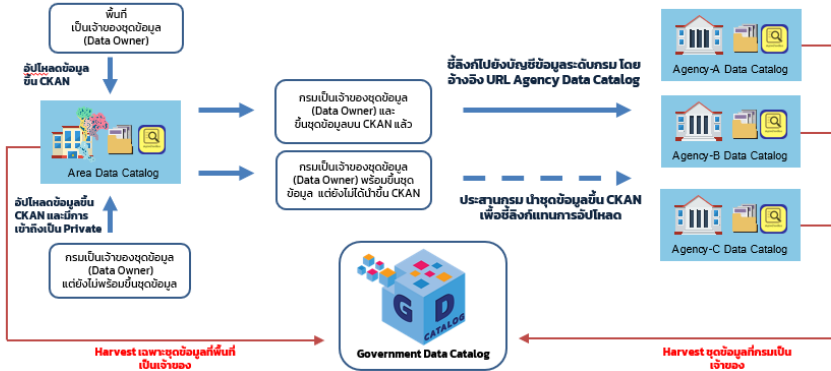 พื้นที่
เป็นเจ้าของชุดข้อมูล
(Data Owner)
อัปโหลดข้อมูล
ขึ้น CKAN
Area Data Catalog
อัปโหลดข้อมูลขึ้น
CKAN และมีการ
เข้าถึงเป็น Private
กรมเป็นเจ้าของชุดข้อมูล
(Data Owner)
แต่ยังไม่พร้อมขึ้นชุดข้อมูล
กรมเป็นเจ้าของชุดข้อมูล
(Data Owner) และ
ขึ้นชุดข้อมูลบน CKAN แล้ว
กรมเป็นเจ้าของชุดข้อมูล
(Data Owner) พร้อมขึ้นชุด
ข้อมูล แต่ยังไม่ได้นำขึ้น CKAN
ชี้ลิงก์ไปยังบัญชีข้อมูลระดับกรม โดย
อ้างอิง URL Agency Data Catalog
ประสานกรม นำชุดข้อมูลขึ้น CKAN
เพื่อชี้ลิงก์แทนการอัปโหลด
Agency-A Data Catalog
Agency-B Data Catalog
Agency-C Data Catalog
G D
CATALOG
Government Data Catalog
Harvest เฉพาะชุดข้อมูลที่พื้นที่
เป็นเจ้าของ
Harvest ชุดข้อมูลที่กรมเป็น
เจ้าของ